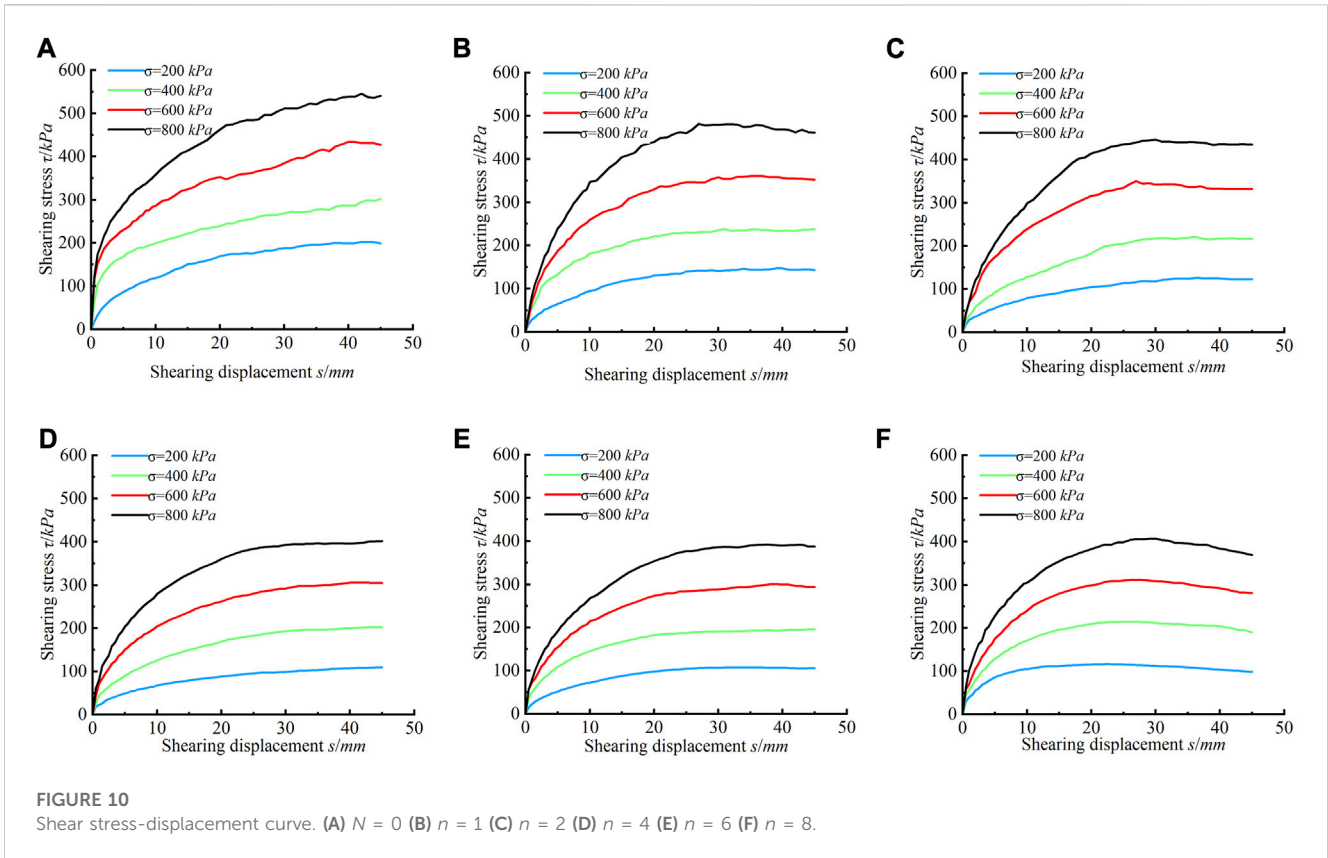 A
600
500
400
300
200
100
0
Shearing stress τ/kPa
σ=200 kPa
σ=400 kPa
σ=600 kPa
σ=800 kPa
0 10 20 30 40 50
Shearing displacement s/mm
B
600
500
400
300
200
100
0
Shearing stress τ/kPa
σ=200 kPa
σ=400 kPa
σ=600 kPa
σ=800 kPa
0 10 20 30 40 50
Shearing displacement s/mm
C
600
500
400
300
200
100
0
Shearing stress τ/kPa
σ=200 kPa
σ=400 kPa
σ=600 kPa
σ=800 kPa
0 10 20 30 40 50
Shearing displacement s/mm
D
600
500
400
300
200
100
0
Shearing stress τ/kPa
σ=200 kPa
σ=400 kPa
σ=600 kPa
σ=800 kPa
0 10 20 30 40 50
Shearing displacement s/mm
E
600
500
400
300
200
100
0
Shearing stress τ/kPa
σ=200 kPa
σ=400 kPa
σ=600 kPa
σ=800 kPa
0 10 20 30 40 50
Shearing displacement s/mm
F
600
500
400
300
200
100
0
Shearing stress τ/kPa
σ=200 kPa
σ=400 kPa
σ=600 kPa
σ=800 kPa
0 10 20 30 40 50
Shearing displacement s/mm
FIGURE 10
Shear stress-displacement curve. (A) N = 0 (B) n = 1 (C) n = 2 (D) n = 4 (E) n = 6 (F) n = 8.